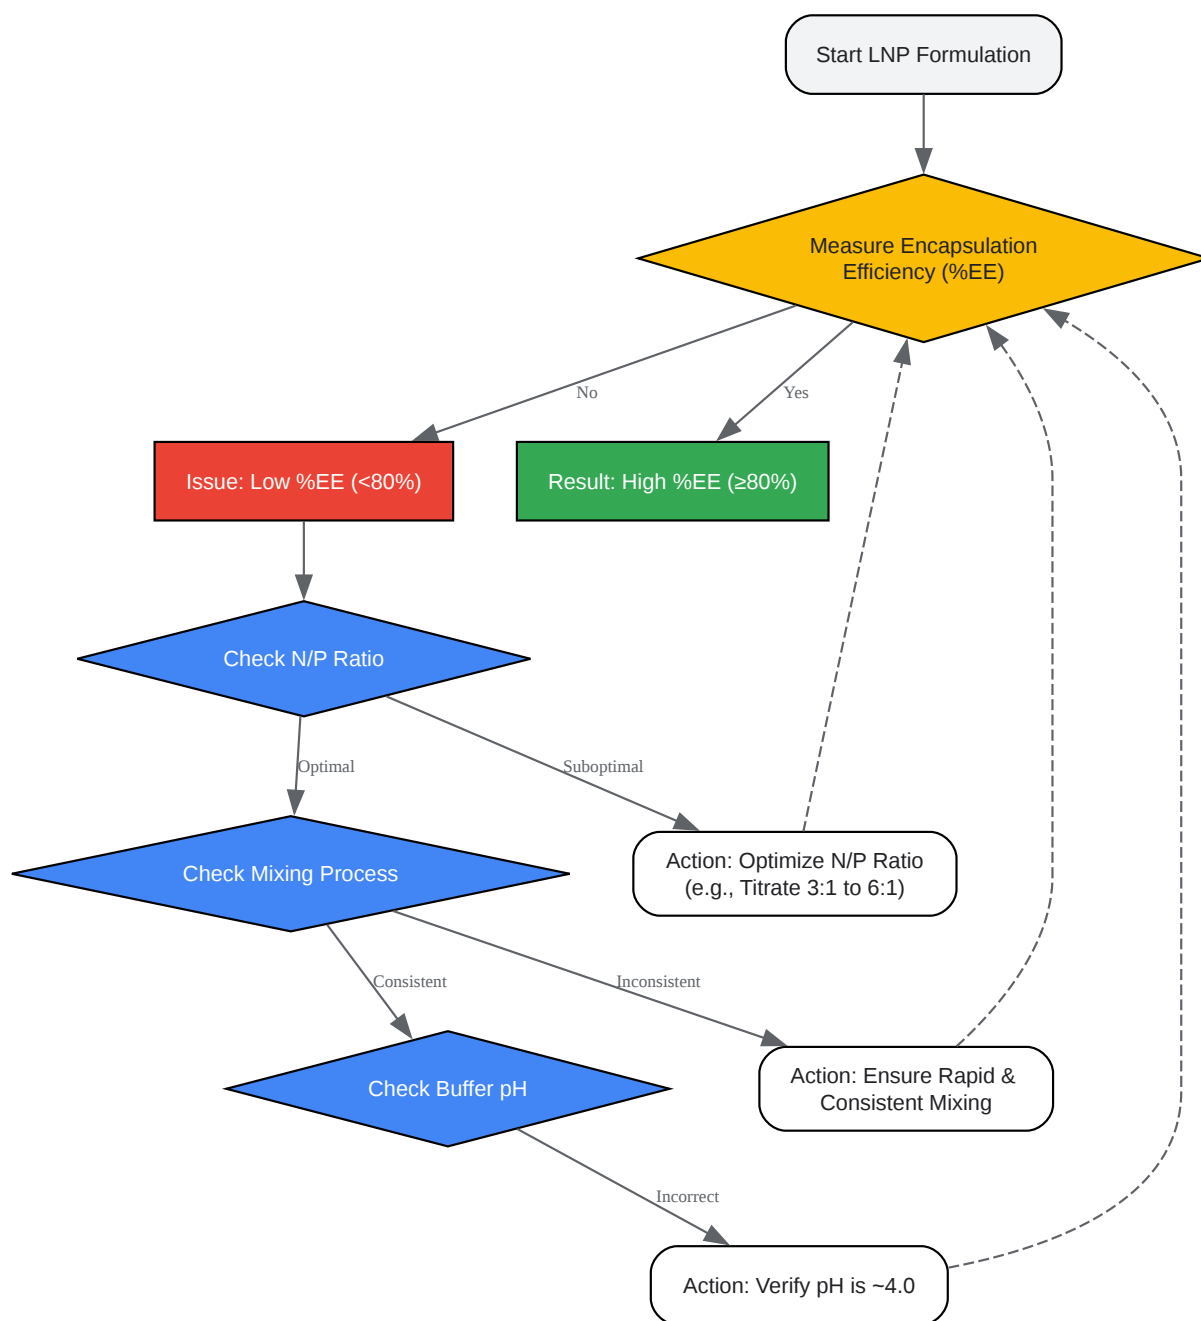 Start LNP Formulation
Measure Encapsulation
Efficiency (%EE)
No
Yes
Issue: Low %EE (<80%)
Result: High %EE (≥80%)
Check N/P Ratio
Optimal
Suboptimal
Check Mixing Process
Action: Optimize N/P Ratio
(e.g., Titrate 3:1 to 6:1)
Consistent
Inconsistent
Check Buffer pH
Action: Ensure Rapid &
Consistent Mixing
Incorrect
Action: Verify pH is ~4.0